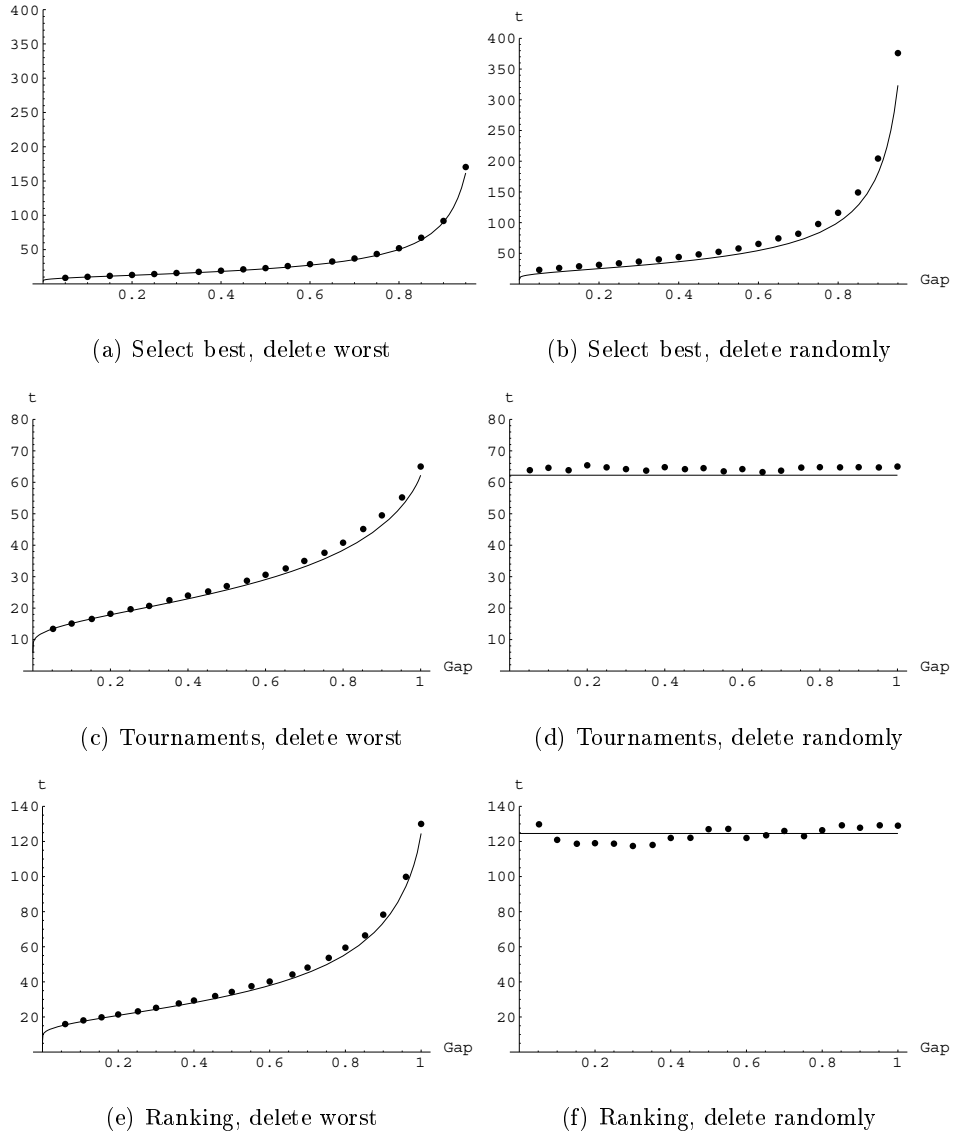 400
350
300
250
200
150
100
50
0.2 0.4 0.6 0.8
(a) Select best, delete worst
t
400
350
300
250
200
150
100
50
0.2 0.4 0.6 0.8
Gap
(b) Select best, delete randomly
t
80
70
60
50
40
30
20
10
0.2 0.4 0.6 0.8 1
Gap
(c) Tournaments, delete worst
t
80
70
60
50
40
30
20
10
0.2 0.4 0.6 0.8 1
Gap
(d) Tournaments, delete randomly
t
140
120
100
80
60
40
20
0.2 0.4 0.6 0.8 1
Gap
(e) Ranking, delete worst
t
140
120
100
80
60
40
20
0.2 0.4 0.6 0.8 1
Gap
(f) Ranking, delete randomly